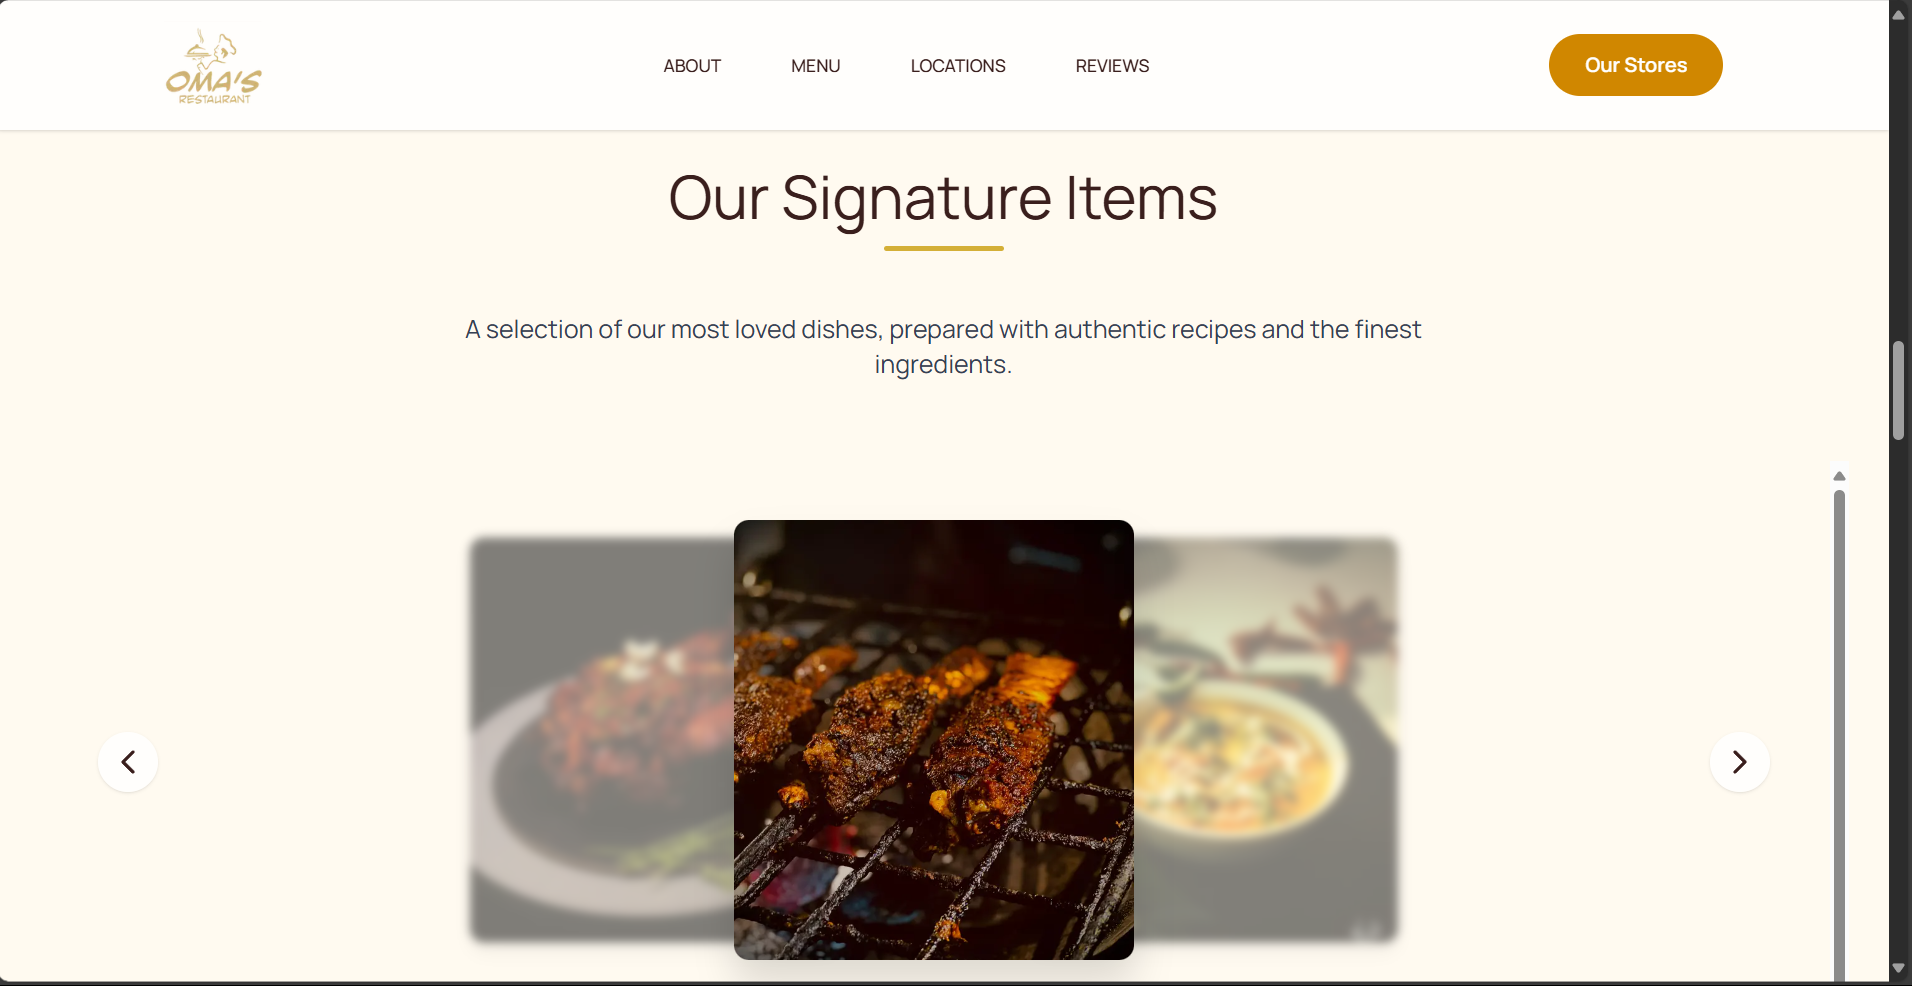 OMA'S
RESTAURANT
ABOUT
MENU
LOCATIONS
REVIEWS
Our Stores
Our Signature Items
A selection of our most loved dishes, prepared with authentic recipes and the finest
ingredients.